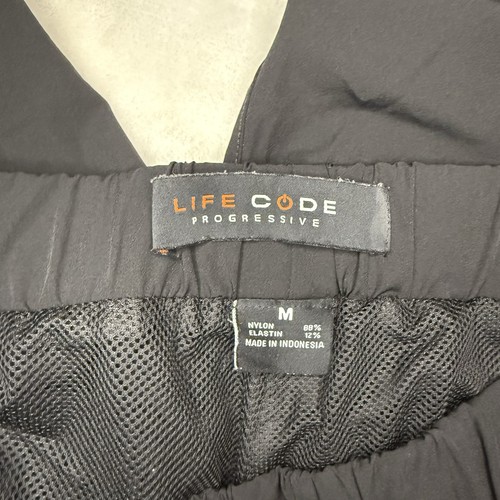 LIFE CODE
PROGRESSIVE
M
NYLON 88%
ELASTIN 12%
MADE IN INDONESIA